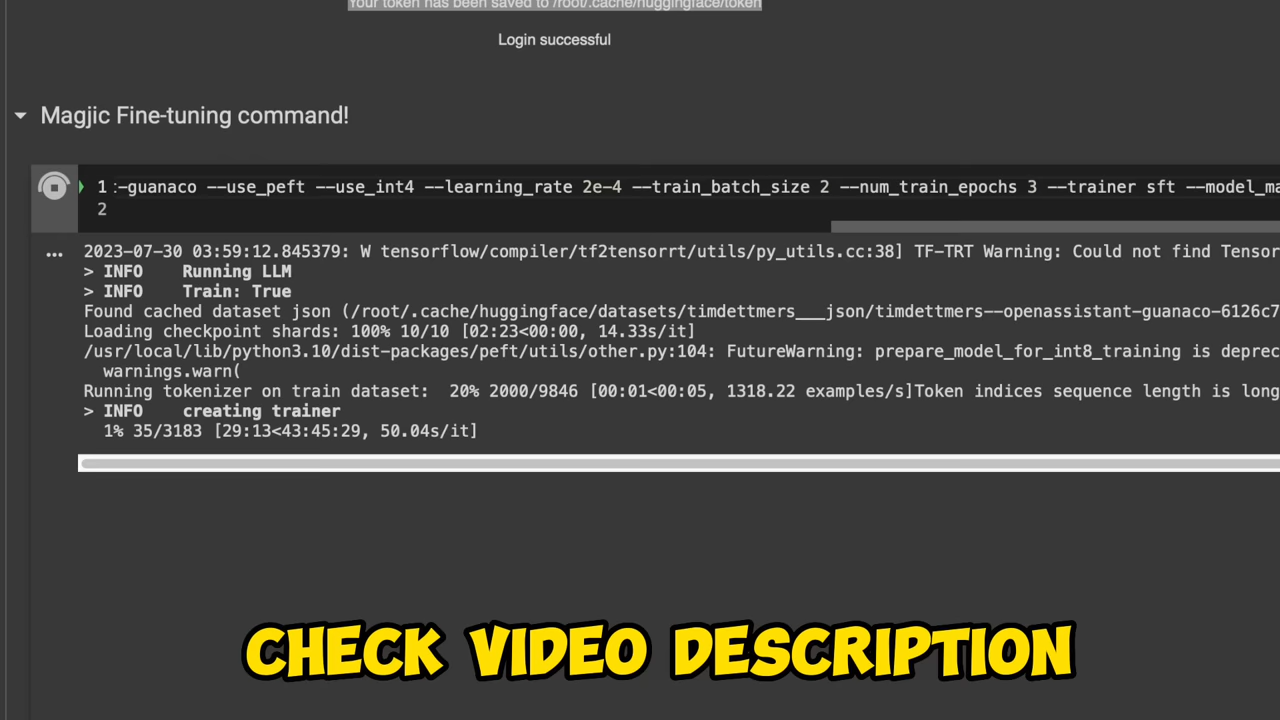 Your token has been saved to /root/.cache/huggingface/token
Login successful
Magjic Fine-tuning command!
1 :-guanaco --use_peft --use_int4 --learning_rate 2e-4 --train_batch_size 2 --num_train_epochs 3 --trainer sft --model_ma
2
... 2023-07-30 03:59:12.845379: W tensorflow/compiler/tf2tensorrt/utils/py_utils.cc:38] TF-TRT Warning: Could not find Tensor
> INFO    Running LLM
> INFO    Train: True
Found cached dataset json (/root/.cache/huggingface/datasets/timdettmers___json/timdettmers--openassistant-guanaco-6126c7
Loading checkpoint shards: 100% 10/10 [02:23<00:00, 14.33s/it]
/usr/local/lib/python3.10/dist-packages/peft/utils/other.py:104: FutureWarning: prepare_model_for_int8_training is deprec
  warnings.warn(
Running tokenizer on train dataset:  20% 2000/9846 [00:01<00:05, 1318.22 examples/s]Token indices sequence length is long
> INFO    creating trainer
  1% 35/3183 [29:13<43:45:29, 50.04s/it]
CHECK VIDEO DESCRIPTION